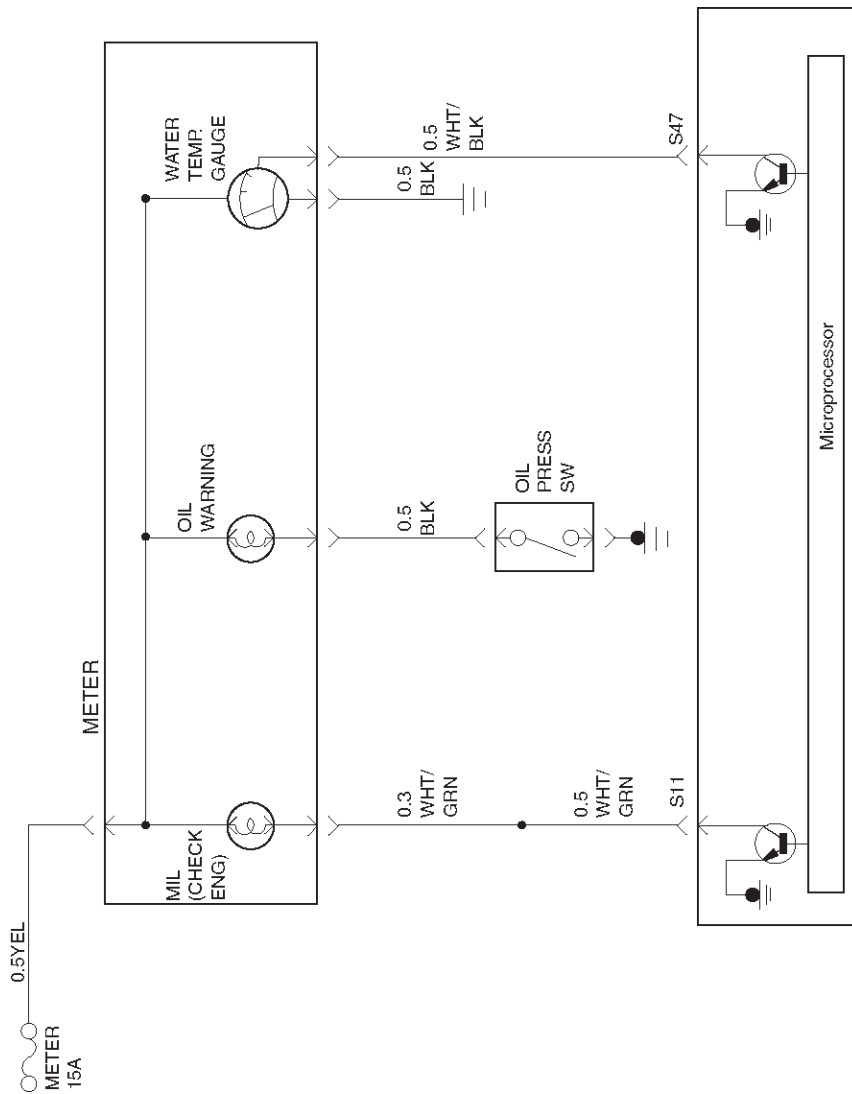 METER
15A
0.5YEL
METER
MIL
(CHECK
ENG)
OIL
WARNING
WATER
TEMP.
GAUGE
0.3
WHT/
GRN
0.5
WHT/
GRN
S11
0.5
BLK
OIL
PRESS
SW
0.5
BLK
0.5
WHT/
BLK
S47
Microprocessor